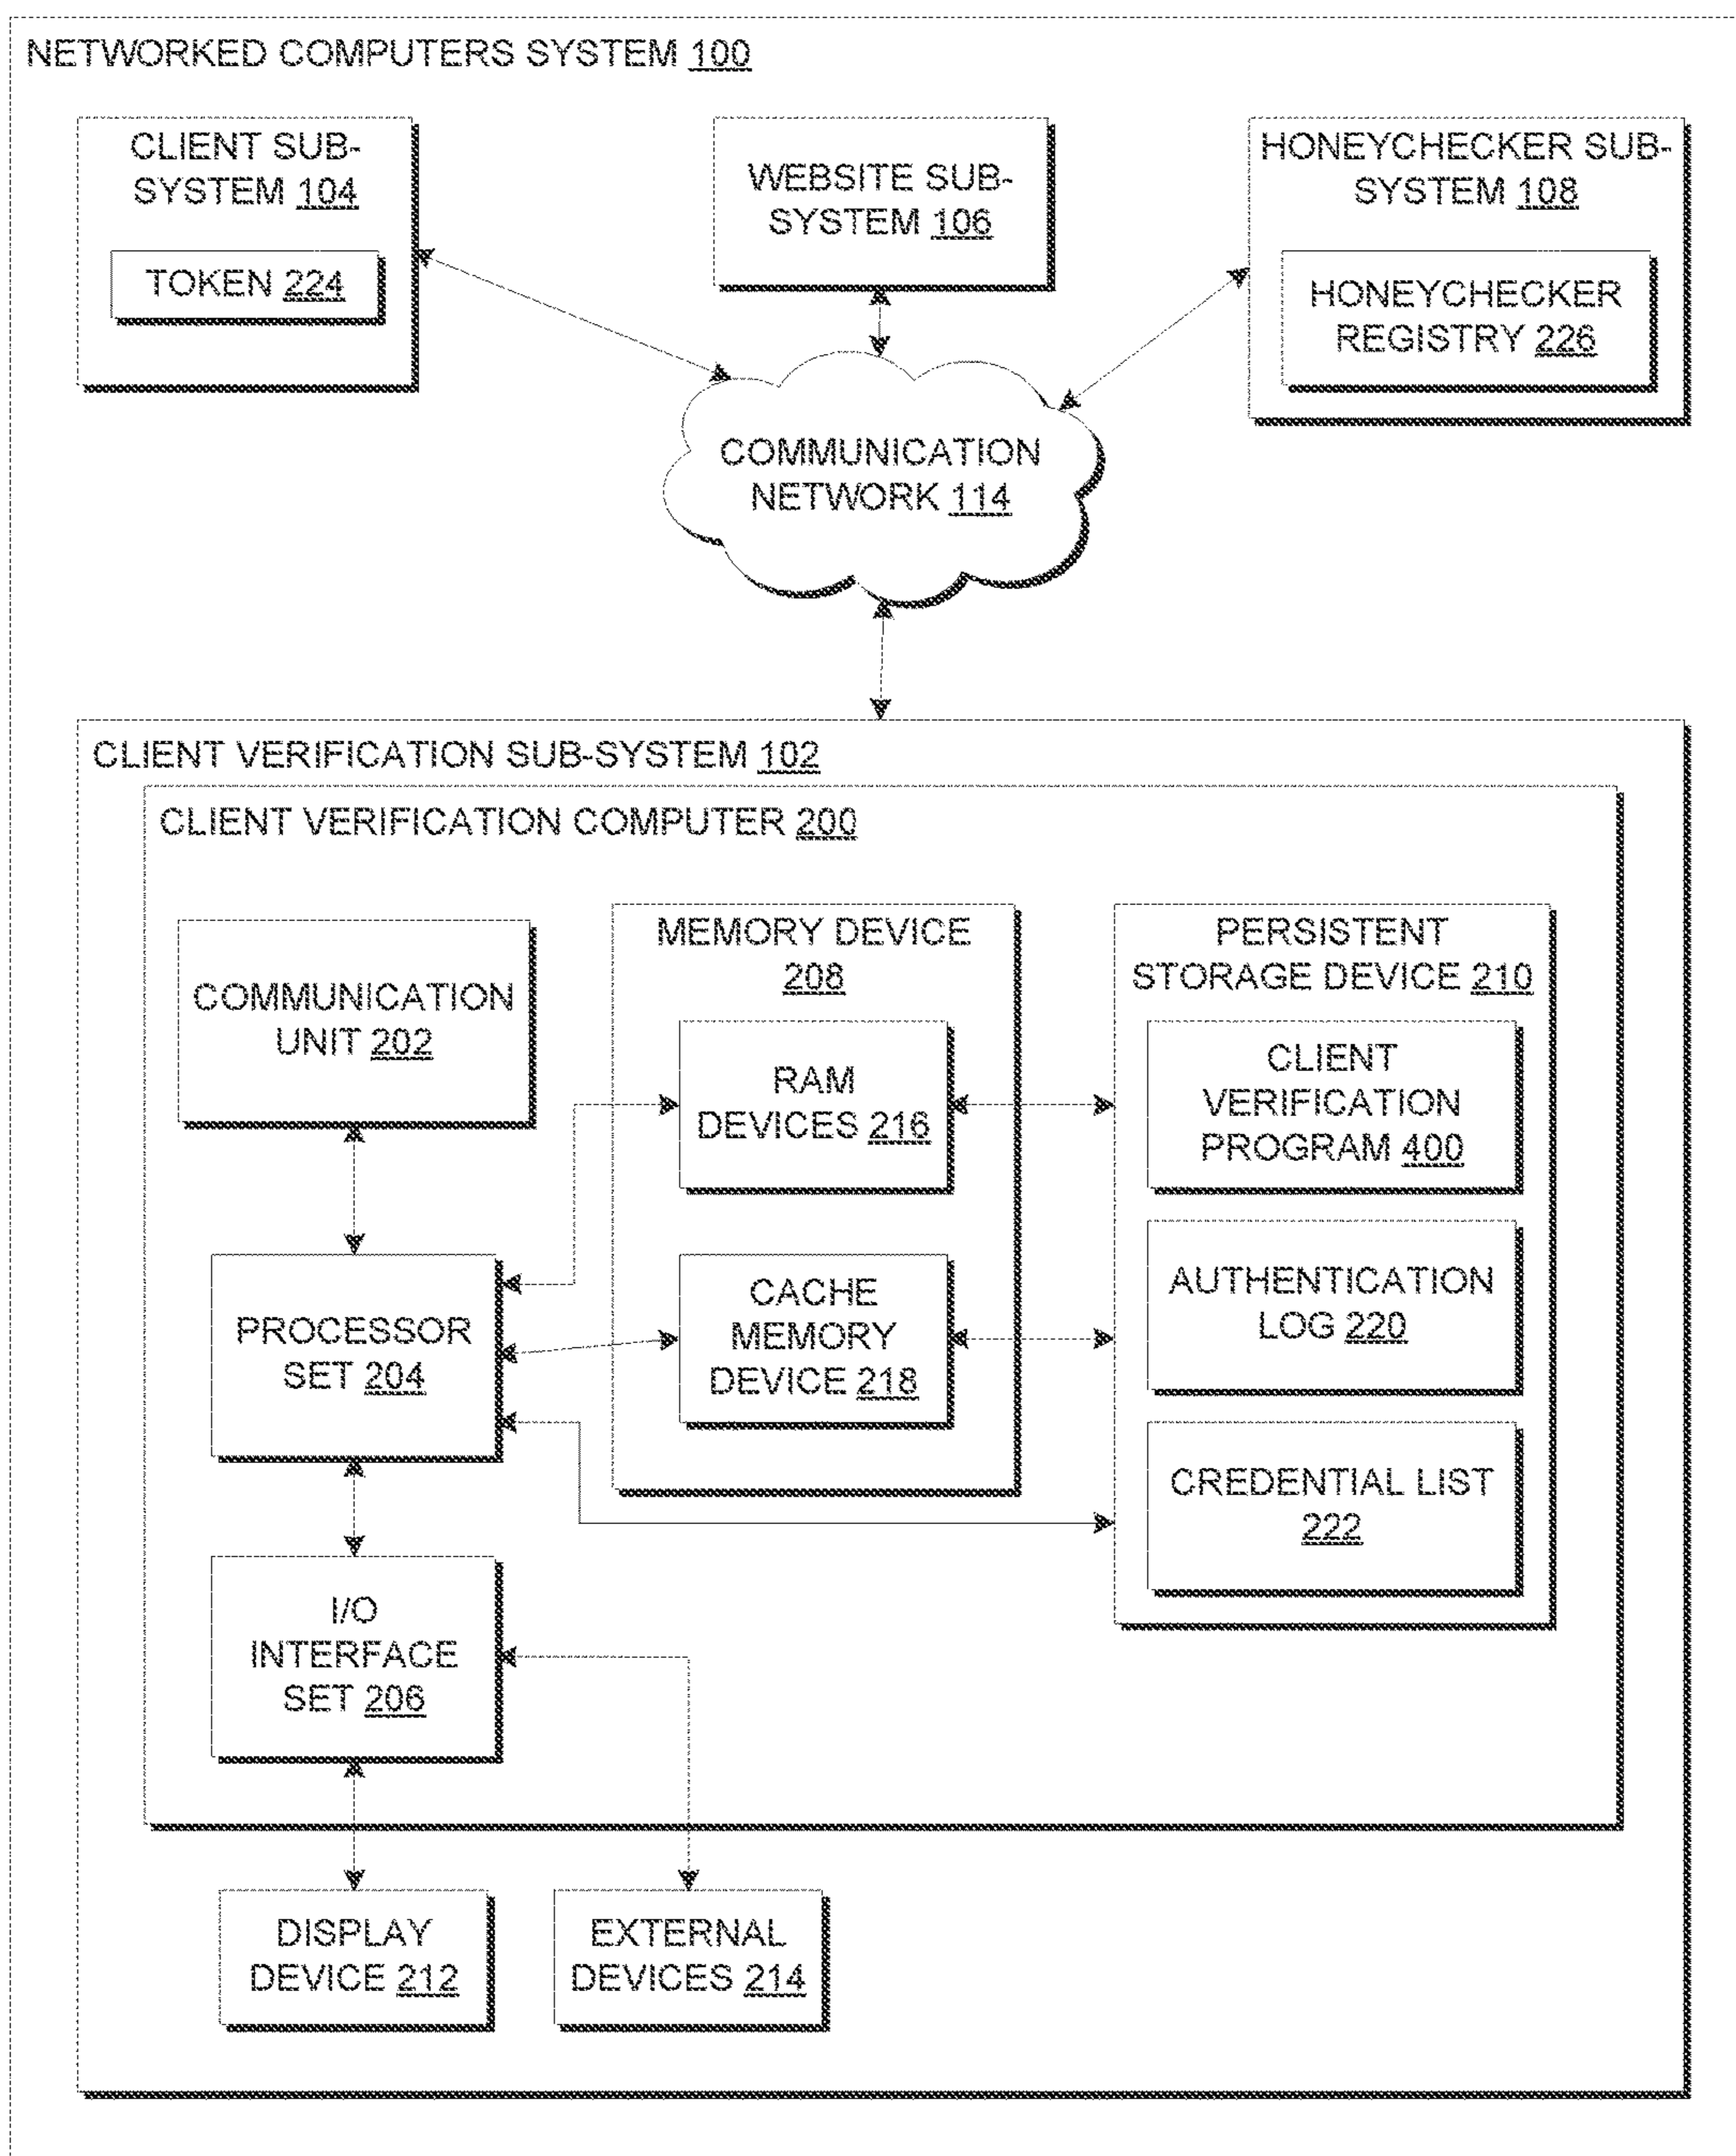 NETWORKED COMPUTERS SYSTEM 100
CLIENT SUB-
SYSTEM 104
TOKEN 224
WEBSITE SUB-
SYSTEM 106
HONEYCHECKER SUB-
SYSTEM 108
HONEYCHECKER
REGISTRY 226
COMMUNICATION
NETWORK 114
CLIENT VERIFICATION SUB-SYSTEM 102
CLIENT VERIFICATION COMPUTER 200
COMMUNICATION
UNIT 202
PROCESSOR
SET 204
I/O
INTERFACE
SET 206
MEMORY DEVICE
208
RAM
DEVICES 216
CACHE
MEMORY
DEVICE 218
PERSISTENT
STORAGE DEVICE 210
CLIENT
VERIFICATION
PROGRAM 400
AUTHENTICATION
LOG 220
CREDENTIAL LIST
222
DISPLAY
DEVICE 212
EXTERNAL
DEVICES 214